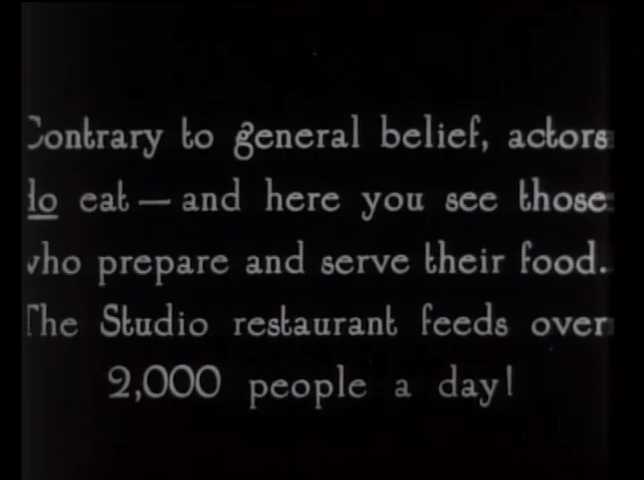 Contrary to general belief, actors
do eat — and here you see those
who prepare and serve their food.
The Studio restaurant feeds over
2,000 people a day!